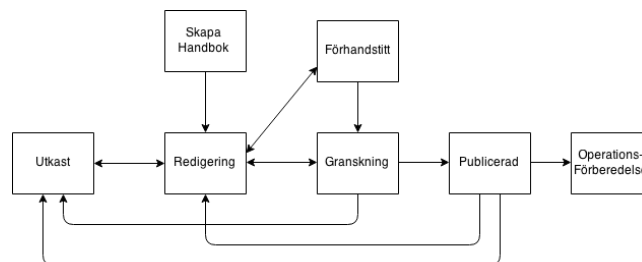 Skapa
Handbok
Förhandstitt
Utkast
Redigering
Granskning
Publicerad
Operations-
Förberedelse